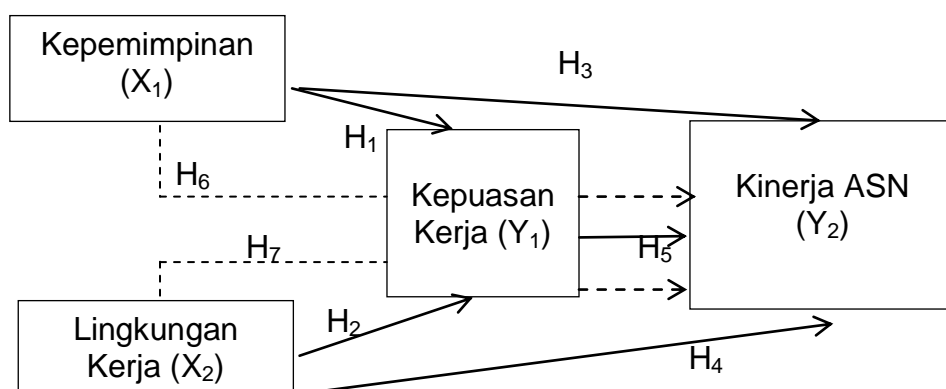 Kepemimpinan
(X₁)
H₃
H₁
H₆
Kepuasan
Kerja (Y₁)
Kinerja ASN
(Y₂)
H₇
H₅
Lingkungan
Kerja (X₂)
H₂
H₄